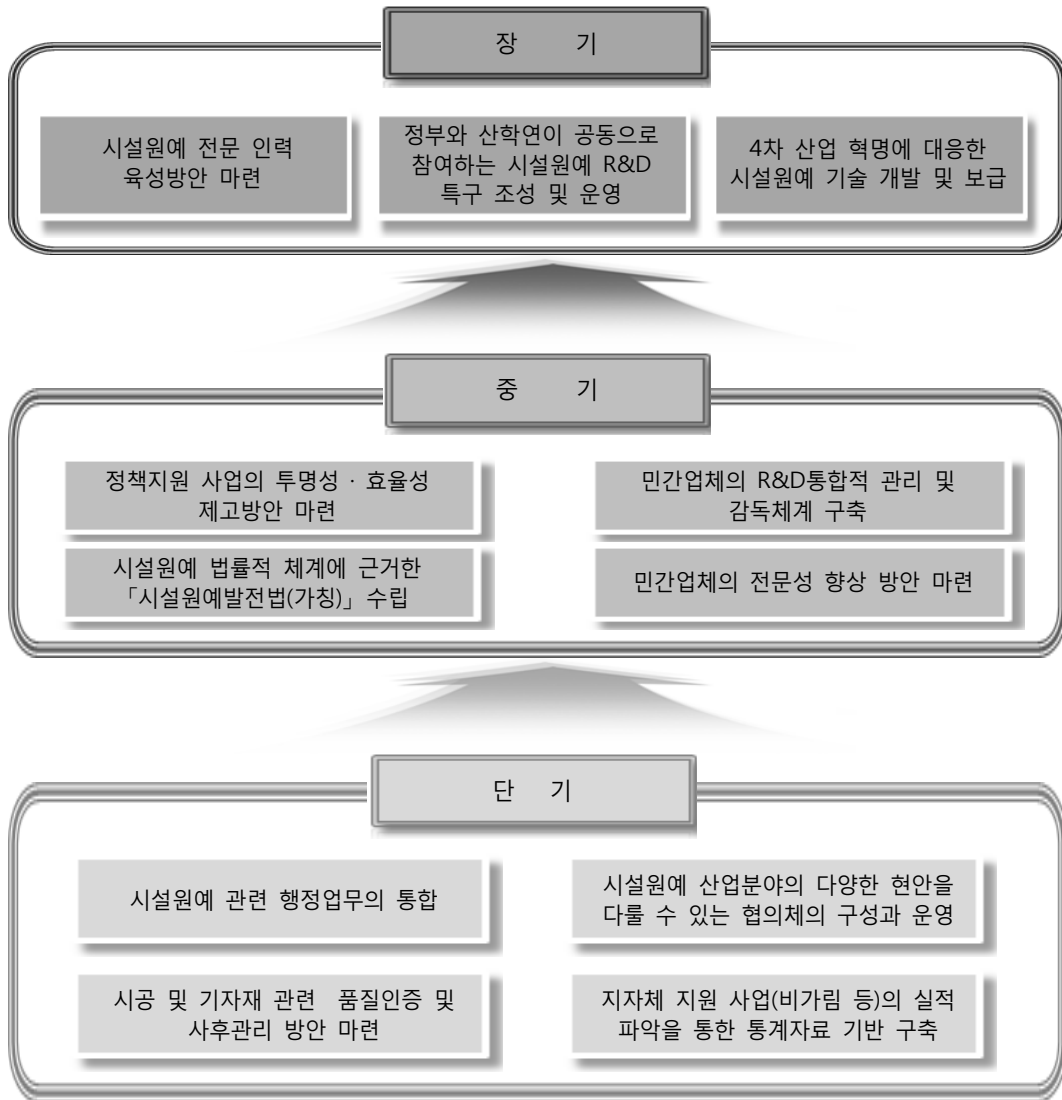 장 기
시설원예 전문 인력
육성방안 마련
정부와 산학연이 공동으로
참여하는 시설원예 R&D
특구 조성 및 운영
4차 산업 혁명에 대응한
시설원예 기술 개발 및 보급
중 기
정책지원 사업의 투명성 · 효율성
제고방안 마련
민간업체의 R&D통합적 관리 및
감독체계 구축
시설원예 법률적 체계에 근거한
「시설원예발전법(가칭)」 수립
민간업체의 전문성 향상 방안 마련
단 기
시설원예 관련 행정업무의 통합
시설원예 산업분야의 다양한 현안을
다룰 수 있는 협의체의 구성과 운영
시공 및 기자재 관련 품질인증 및
사후관리 방안 마련
지자체 지원 사업(비가림 등)의 실적
파악을 통한 통계자료 기반 구축